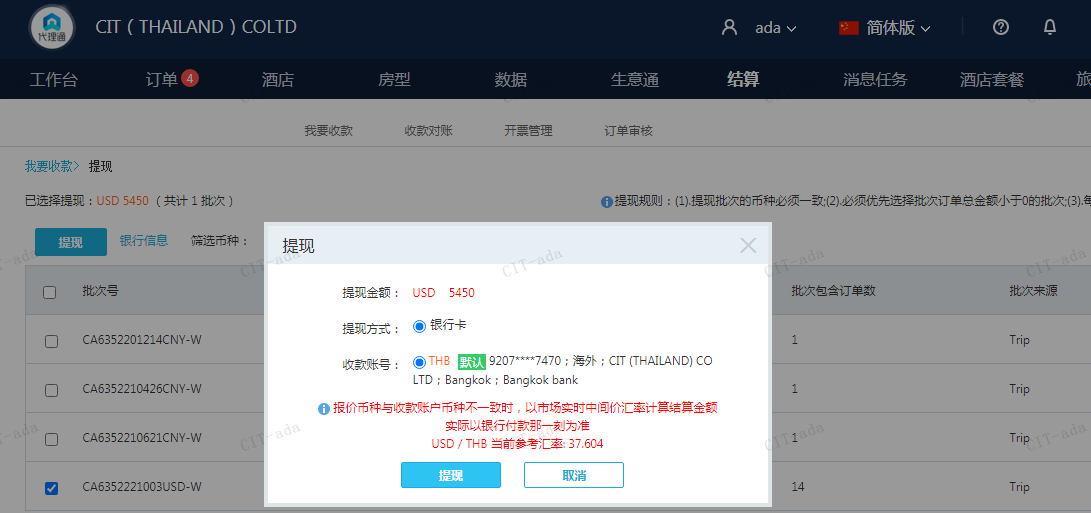 代理通
CIT（THAILAND）COLTD
ada
简体版
工作台
订单 4
酒店
房型
数据
生意通
结算
消息任务
酒店套餐
旅
我要收款
收款对账
开票管理
订单审核
我要收款> 提现
已选择提现：USD 5450 （共计 1 批次）
提现规则：(1).提现批次的币种必须一致;(2).必须优先选择批次订单总金额小于0的批次;(3).每
提现
银行信息
筛选币种：
批次号
批次包含订单数
批次来源
CA6352201214CNY-W
1
Trip
CA6352210426CNY-W
1
Trip
CA6352210621CNY-W
1
Trip
CA6352221003USD-W
14
Trip
提现
提现金额： USD 5450
提现方式： 银行卡
收款账号： THB 默认 9207****7470；海外；CIT (THAILAND) CO
LTD；Bangkok；Bangkok bank
报价币种与收款账户币种不一致时，以市场实时中间价汇率计算结算金额
实际以银行付款那一刻为准
USD / THB 当前参考汇率: 37.604
提现
取消
CIT-ada
CIT-ada
CIT-ada
CIT-ada
CIT-ada